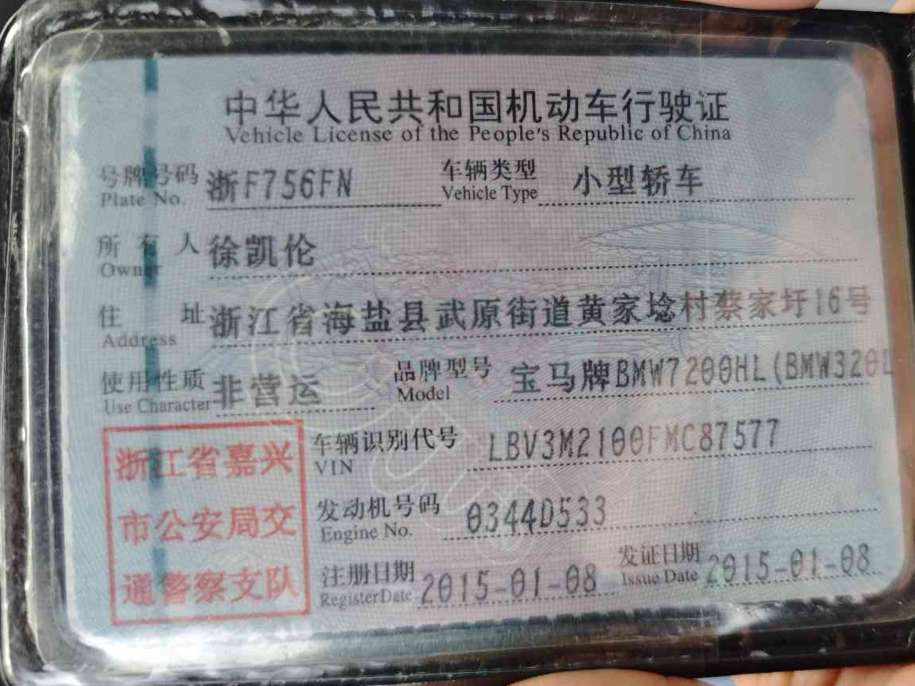 中华人民共和国机动车行驶证
Vehicle License of the People's Republic of China
号牌号码 浙F756FN 车辆类型 小型轿车
Plate No. Vehicle Type
所有人 徐凯伦
Owner
住址 浙江省海盐县武原街道黄家埝村蔡家圩16号
Address
使用性质 非营运 品牌型号 宝马牌BMW7200HL(BMW320L
Use Character Model
车辆识别代号 LBV3M2100FMC87577
VIN
发动机号码 0344D533
Engine No.
注册日期 2015-01-08 发证日期 2015-01-08
Register Date Issue Date
浙江省嘉兴
市公安局交
通警察支队